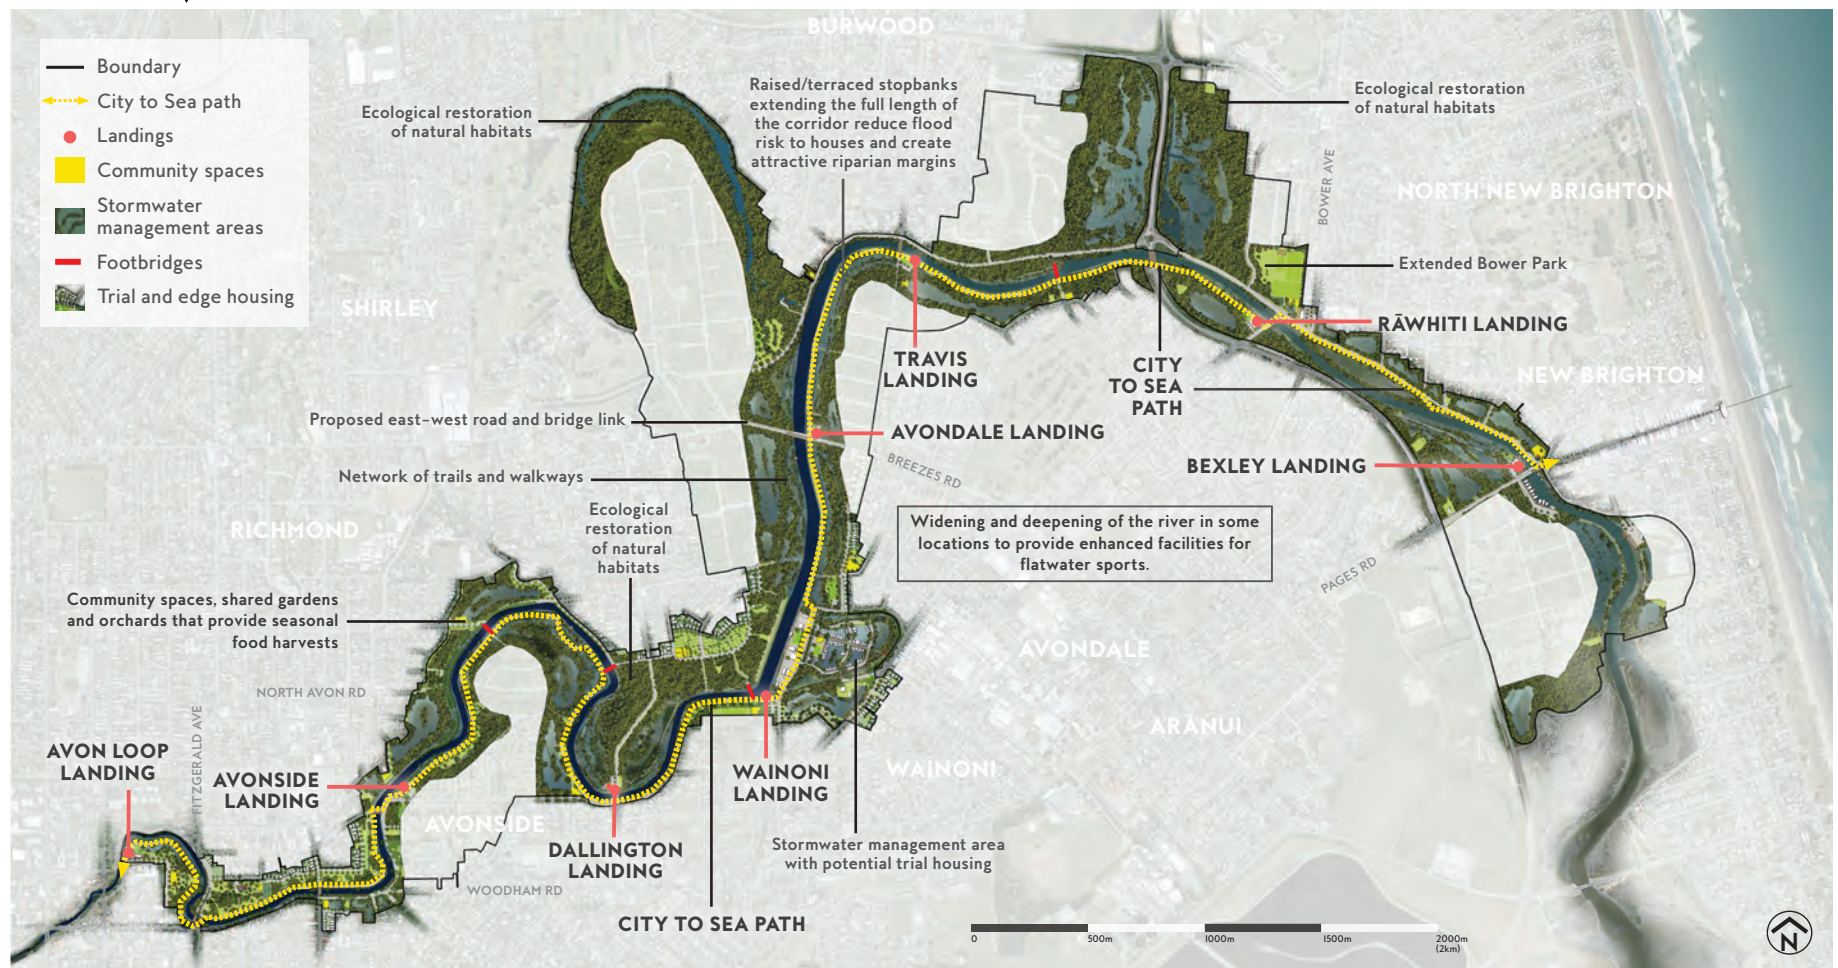 BURWOOD
Boundary
City to Sea path
Landings
Community spaces
Stormwater
management areas
Footbridges
Trial and edge housing
Ecological restoration
of natural habitats
Raised/terraced stopbanks
extending the full length of
the corridor reduce flood
risk to houses and create
attractive riparian margins
Ecological restoration
of natural habitats
BOWER AVE
NORTH NEW BRIGHTON
Extended Bower Park
SHIRLEY
RĀWHITI LANDING
TRAVIS
LANDING
CITY
TO SEA
PATH
NEW BRIGHTON
Proposed east-west road and bridge link
AVONDALE LANDING
BREEZES RD
BEXLEY LANDING
Network of trails and walkways
RICHMOND
Ecological
restoration
of natural
habitats
Widening and deepening of the river in some
locations to provide enhanced facilities for
flatwater sports.
PAGES RD
Community spaces, shared gardens
and orchards that provide seasonal
food harvests
AVONDALE
NORTH AVON RD
FITZGERALD AVE
ARANUI
AVON LOOP
LANDING
AVONSIDE
LANDING
WAINONI
LANDING
WAINONI
AVONSIDE
DALLINGTON
LANDING
Stormwater management area
with potential trial housing
WOODHAM RD
CITY TO SEA PATH
0 500m 1000m 1500m 2000m
(2km)
N